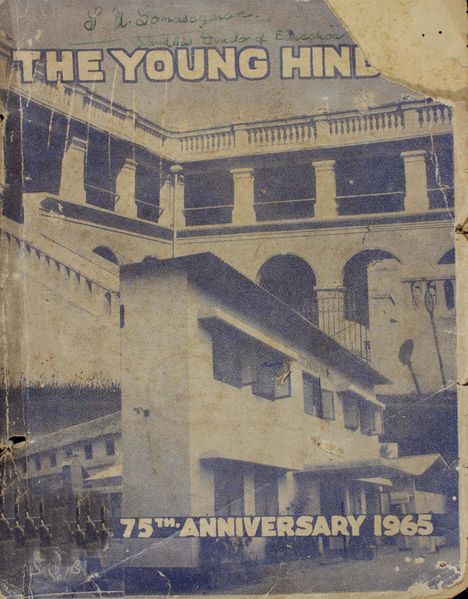 Director of Education
THE YOUNG HIND
75TH. ANNIVERSARY 1965